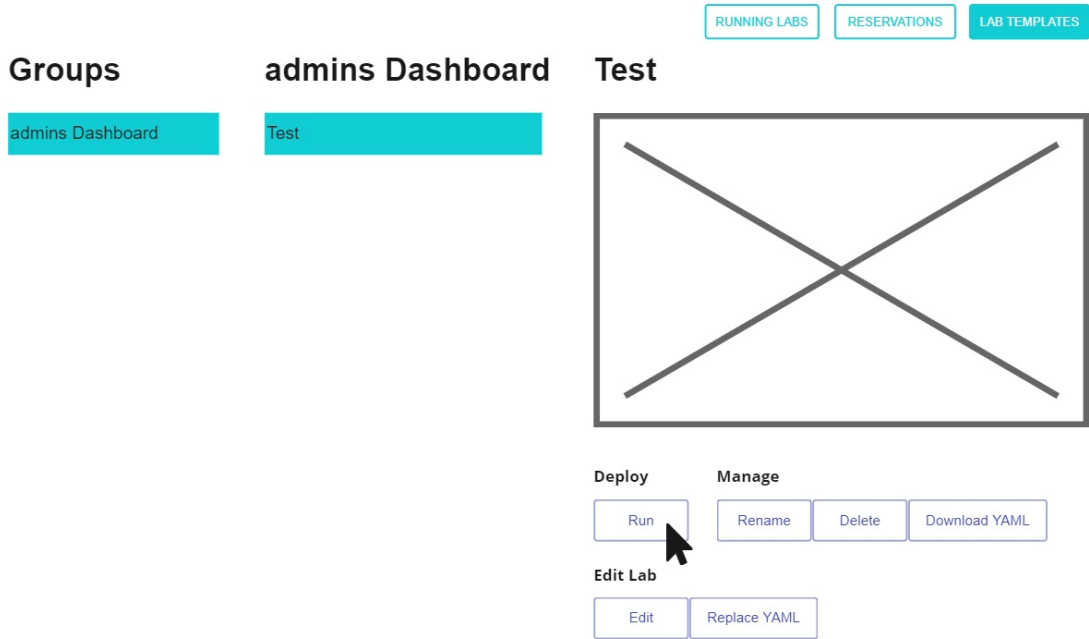 RUNNING LABS
RESERVATIONS
LAB TEMPLATES
Groups
admins Dashboard
Test
admins Dashboard
Test
Deploy
Manage
Run
Rename
Delete
Download YAML
Edit Lab
Edit
Replace YAML